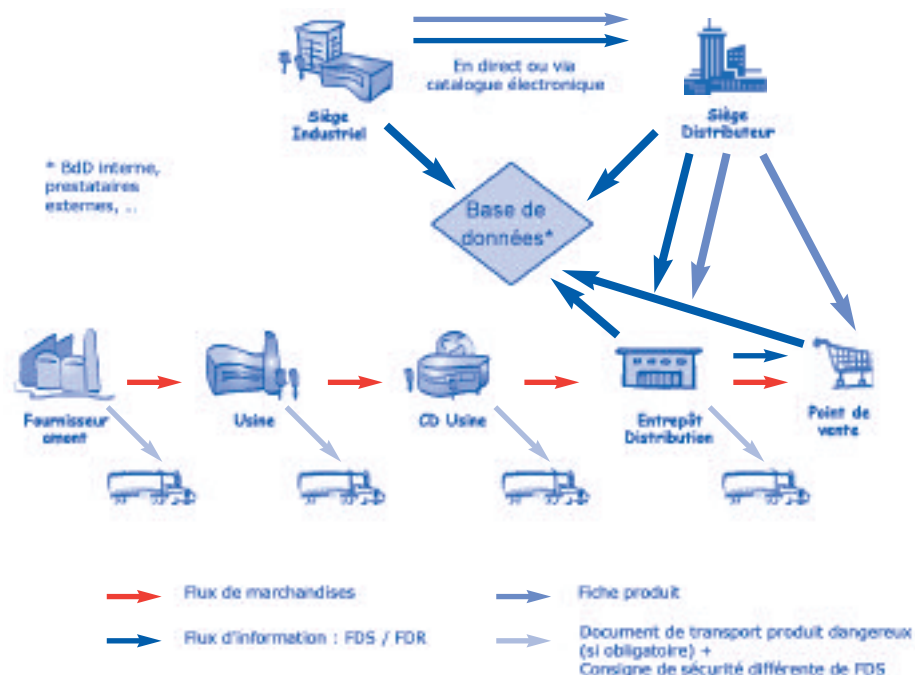 En direct ou via
catalogue électronique
Siège
Industriel
Siège
Distributeur
* BdD interne,
prestataires
externes, ...
Base de
données*
Fournisseur
amont
Usine
CD Usine
Entrepôt
Distribution
Point de
vente
Flux de marchandises
Fiche produit
Flux d'information : FDS / FDR
Document de transport produit dangereux
(si obligatoire) +
Consigne de sécurité différente de FDS